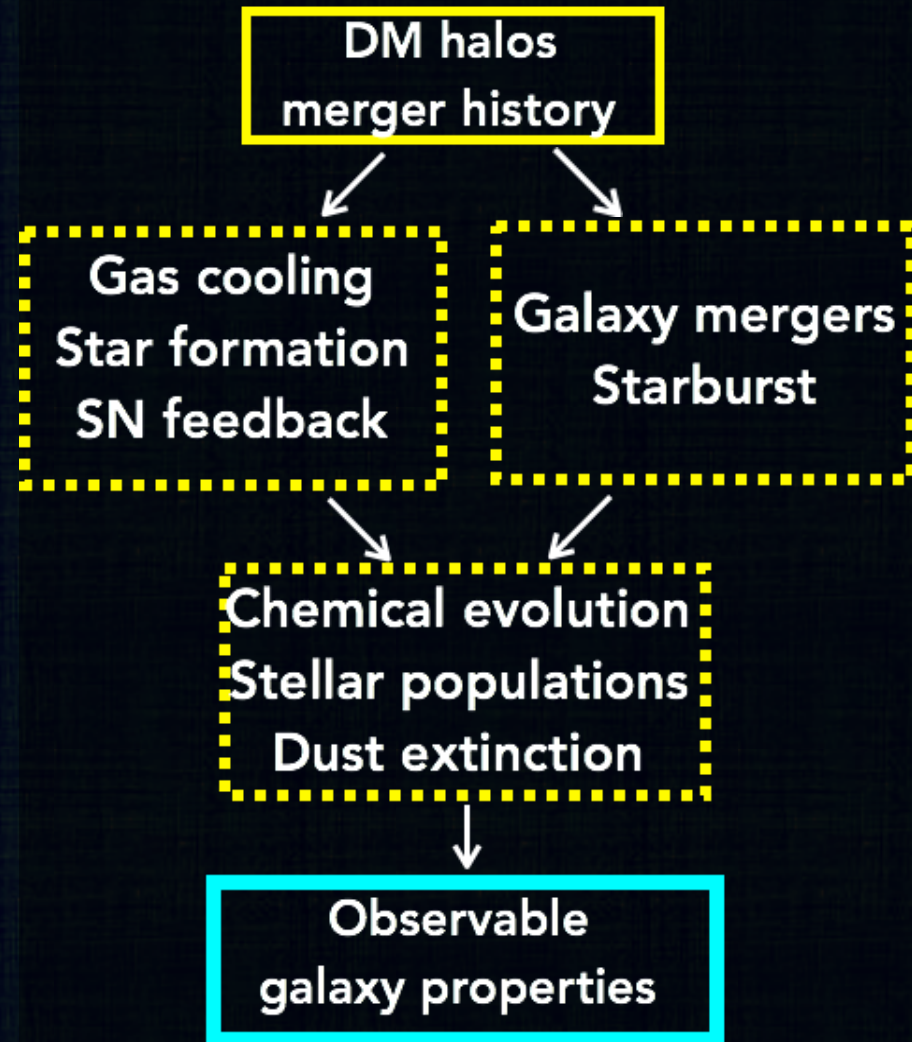 DM halos
merger history
Gas cooling
Star formation
SN feedback
Galaxy mergers
Starburst
Chemical evolution
Stellar populations
Dust extinction
Observable
galaxy properties